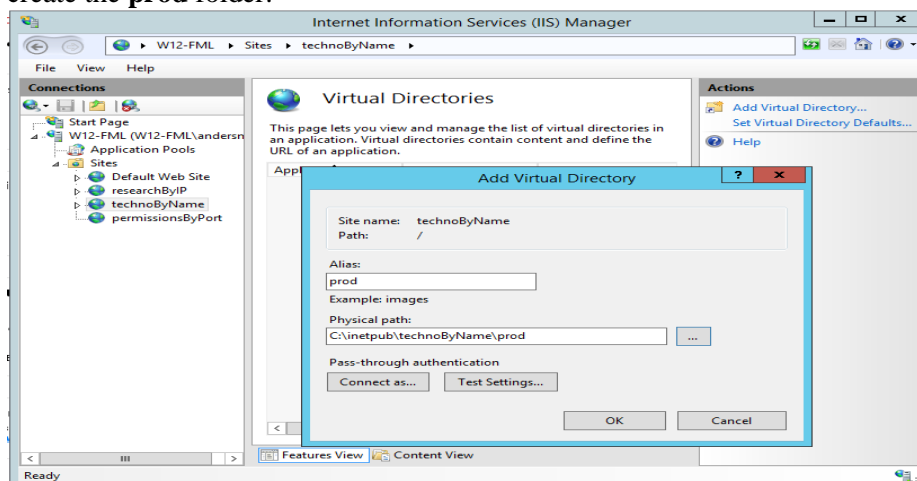 create the prod folder.
Internet Information Services (IIS) Manager
W12-FML ▸ Sites ▸ technoByName ▸
File View Help
Connections
Start Page
W12-FML (W12-FML\andersn
Application Pools
Sites
Default Web Site
researchByIP
technoByName
permissionsByPort
Virtual Directories
This page lets you view and manage the list of virtual directories in
an application. Virtual directories contain content and define the
URL of an application.
Add Virtual Directory
? x
Site name: technoByName
Path: /
Alias:
prod
Example: images
Physical path:
C:\inetpub\technoByName\prod
...
Pass-through authentication
Connect as... Test Settings...
OK Cancel
Features View Content View
Actions
Add Virtual Directory...
Set Virtual Directory Defaults...
Help
Ready